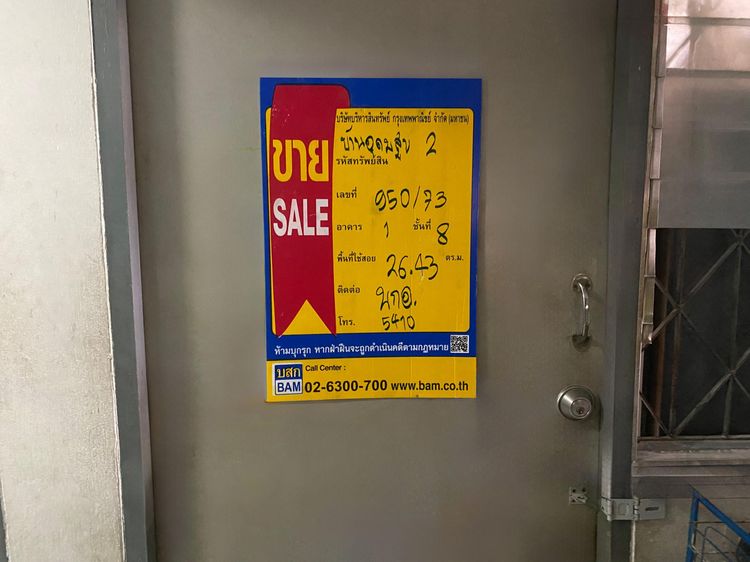 บริษัทบริหารสินทรัพย์ กรุงเทพพาณิชย์ จำกัด (มหาชน)
ขาย
SALE
บ้านอุดมสุข 2
รหัสทรัพย์สิน
เลขที่ 950/73
อาคาร 1 ชั้นที่ 8
พื้นที่ใช้สอย 26.43 ตร.ม.
ติดต่อ
โทร. 5410
ห้ามบุกรุก หากฝ่าฝืนจะถูกดำเนินคดีตามกฎหมาย
บสก
BAM
Call Center :
02-6300-700 www.bam.co.th